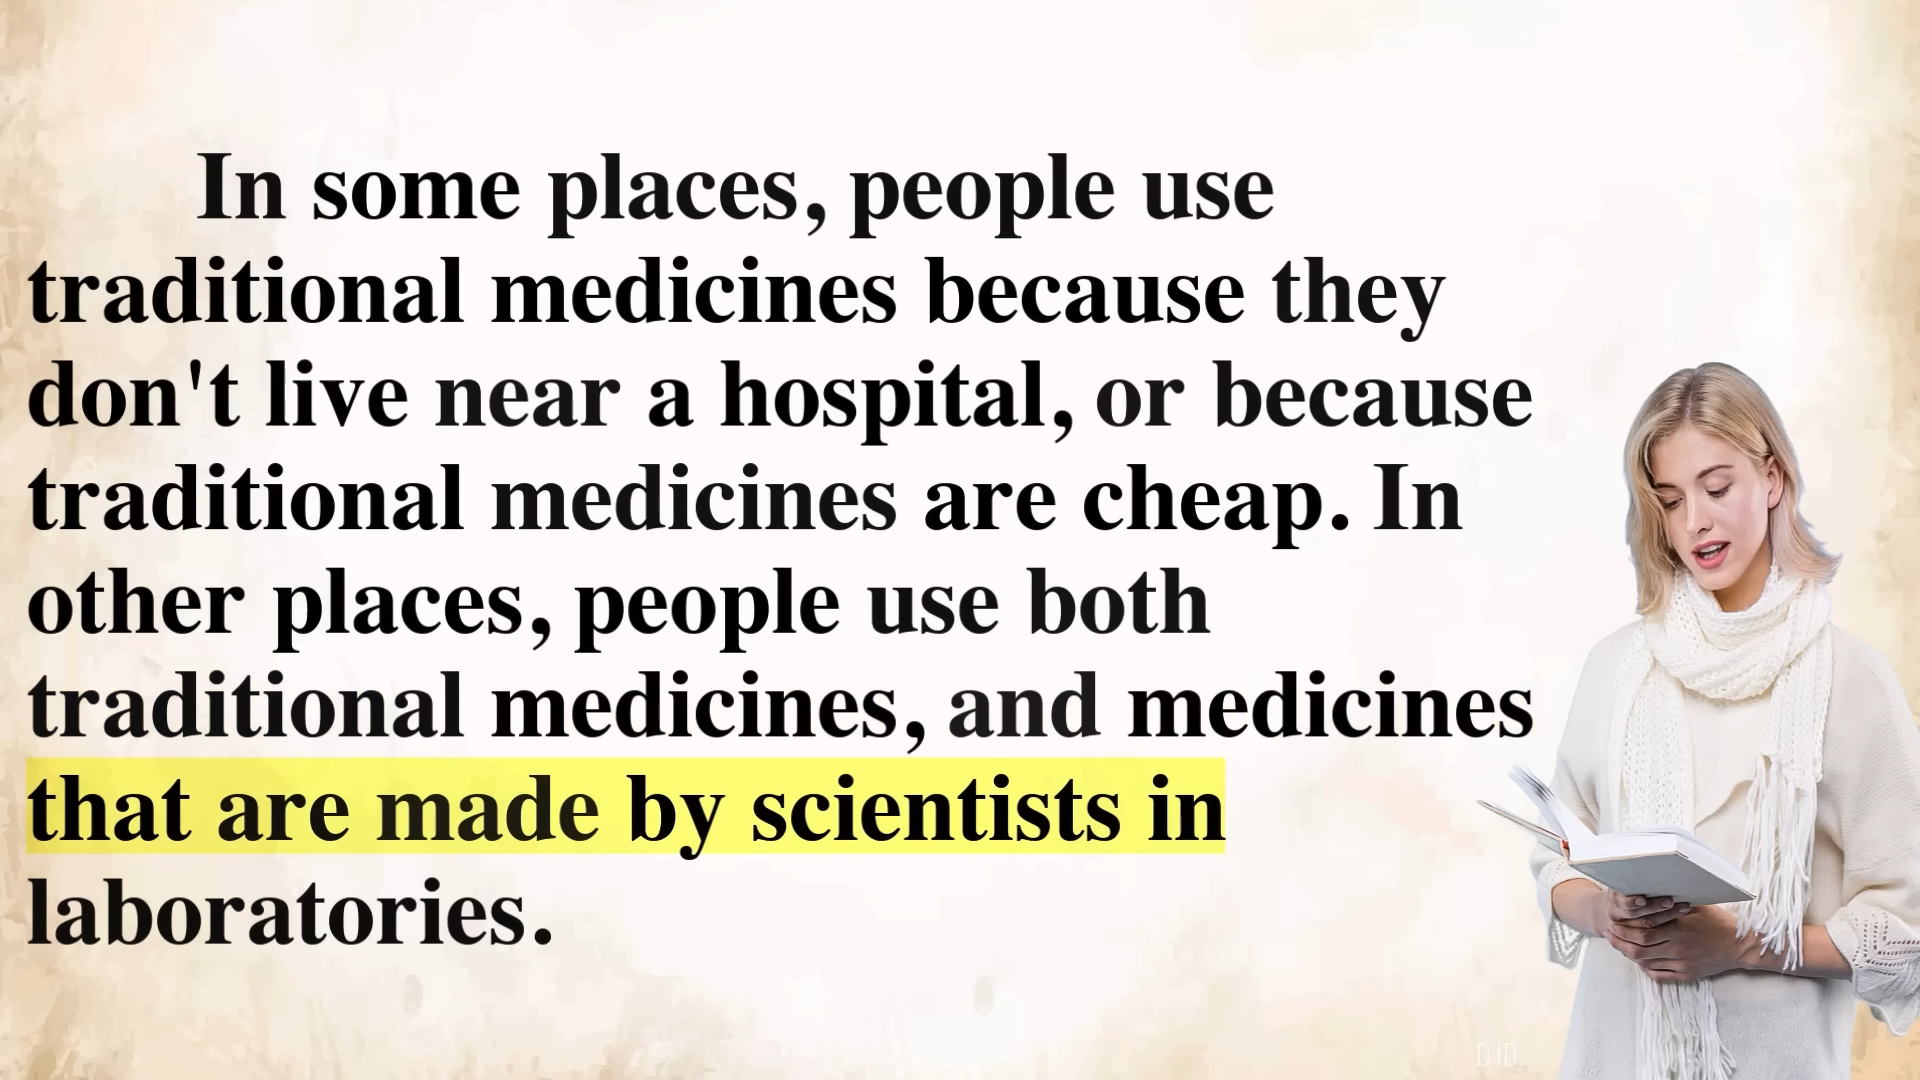 In some places, people use
traditional medicines because they
don't live near a hospital, or because
traditional medicines are cheap. In
other places, people use both
traditional medicines, and medicines
that are made by scientists in
laboratories.
D-ID